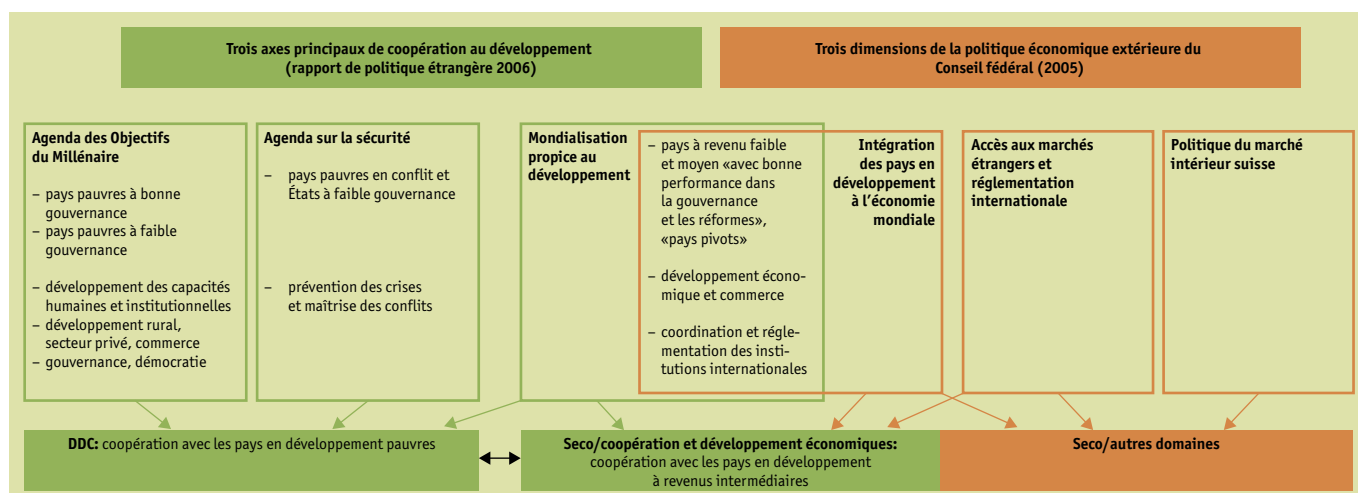 Trois axes principaux de coopération au développement
(rapport de politique étrangère 2006)
Trois dimensions de la politique économique extérieure du
Conseil fédéral (2005)
Agenda des Objectifs
du Millénaire
– pays pauvres à bonne
gouvernance
– pays pauvres à faible
gouvernance
– développement des capacités
humaines et institutionnelles
– développement rural,
secteur privé, commerce
– gouvernance, démocratie
Agenda sur la sécurité
– pays pauvres en conflit et
États à faible gouvernance
– prévention des crises
et maîtrise des conflits
Mondialisation
propice au
développement
– pays à revenu faible
et moyen «avec bonne
performance dans
la gouvernance
et les réformes»,
«pays pivots»
– développement écono-
mique et commerce
– coordination et régle-
mentation des insti-
tutions internationales
Intégration
des pays en
développement
à l’économie
mondiale
Accès aux marchés
étrangers et
réglementation
internationale
Politique du marché
intérieur suisse
DDC: coopération avec les pays en développement pauvres
Seco/coopération et développement économiques:
coopération avec les pays en développement
à revenus intermédiaires
Seco/autres domaines